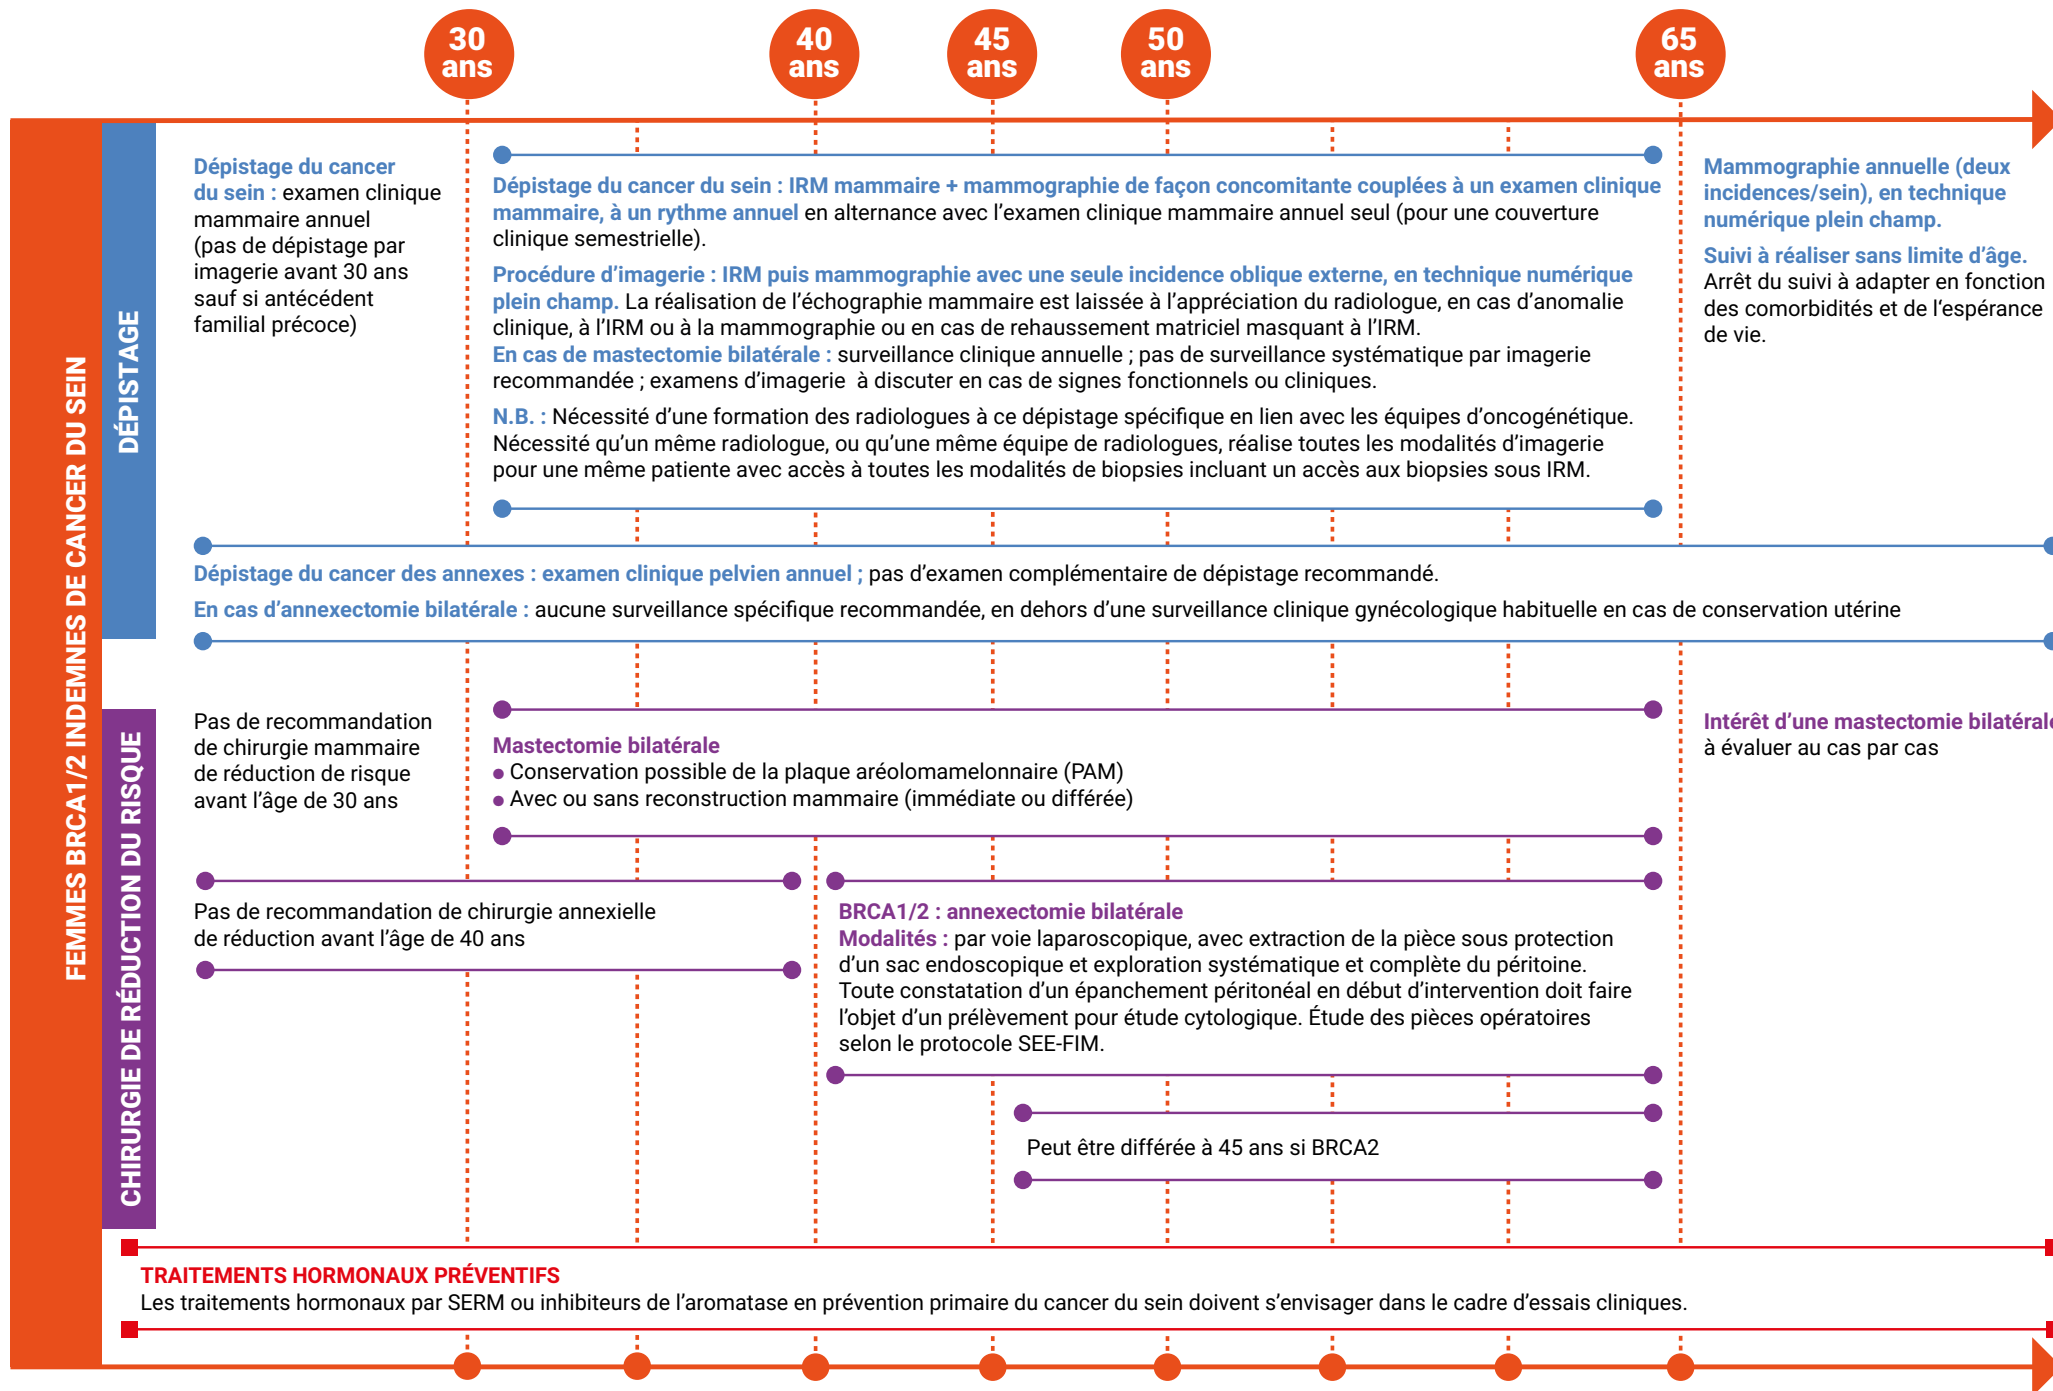 30
ans
40
ans
45
ans
50
ans
65
ans
FEMMES BRCA1/2 INDEMNES DE CANCER DU SEIN
DÉPISTAGE
Dépistage du cancer
du sein : examen clinique
mammaire annuel
(pas de dépistage par
imagerie avant 30 ans
sauf si antécédent
familial précoce)
Dépistage du cancer du sein : IRM mammaire + mammographie de façon concomitante couplées à un examen clinique
mammaire, à un rythme annuel en alternance avec l’examen clinique mammaire annuel seul (pour une couverture
clinique semestrielle).
Procédure d’imagerie : IRM puis mammographie avec une seule incidence oblique externe, en technique numérique
plein champ. La réalisation de l’échographie mammaire est laissée à l’appréciation du radiologue, en cas d’anomalie
clinique, à l’IRM ou à la mammographie ou en cas de rehaussement matriciel masquant à l’IRM.
En cas de mastectomie bilatérale : surveillance clinique annuelle ; pas de surveillance systématique par imagerie
recommandée ; examens d’imagerie à discuter en cas de signes fonctionnels ou cliniques.
N.B. : Nécessité d’une formation des radiologues à ce dépistage spécifique en lien avec les équipes d’oncogénétique.
Nécessité qu’un même radiologue, ou qu’une même équipe de radiologues, réalise toutes les modalités d’imagerie
pour une même patiente avec accès à toutes les modalités de biopsies incluant un accès aux biopsies sous IRM.
Mammographie annuelle (deux
incidences/sein), en technique
numérique plein champ.
Suivi à réaliser sans limite d’âge.
Arrêt du suivi à adapter en fonction
des comorbidités et de l‘espérance
de vie.
Dépistage du cancer des annexes : examen clinique pelvien annuel ; pas d’examen complémentaire de dépistage recommandé.
En cas d’annexectomie bilatérale : aucune surveillance spécifique recommandée, en dehors d’une surveillance clinique gynécologique habituelle en cas de conservation utérine
CHIRURGIE DE RÉDUCTION DU RISQUE
Pas de recommandation
de chirurgie mammaire
de réduction de risque
avant l’âge de 30 ans
Mastectomie bilatérale
• Conservation possible de la plaque aréolomamelonnaire (PAM)
• Avec ou sans reconstruction mammaire (immédiate ou différée)
Intérêt d’une mastectomie bilatérale
à évaluer au cas par cas
Pas de recommandation de chirurgie annexielle
de réduction avant l’âge de 40 ans
BRCA1/2 : annexectomie bilatérale
Modalités : par voie laparoscopique, avec extraction de la pièce sous protection
d’un sac endoscopique et exploration systématique et complète du péritoine.
Toute constatation d’un épanchement péritonéal en début d’intervention doit faire
l’objet d’un prélèvement pour étude cytologique. Étude des pièces opératoires
selon le protocole SEE-FIM.
Peut être différée à 45 ans si BRCA2
TRAITEMENTS HORMONAUX PRÉVENTIFS
Les traitements hormonaux par SERM ou inhibiteurs de l’aromatase en prévention primaire du cancer du sein doivent s’envisager dans le cadre d’essais cliniques.